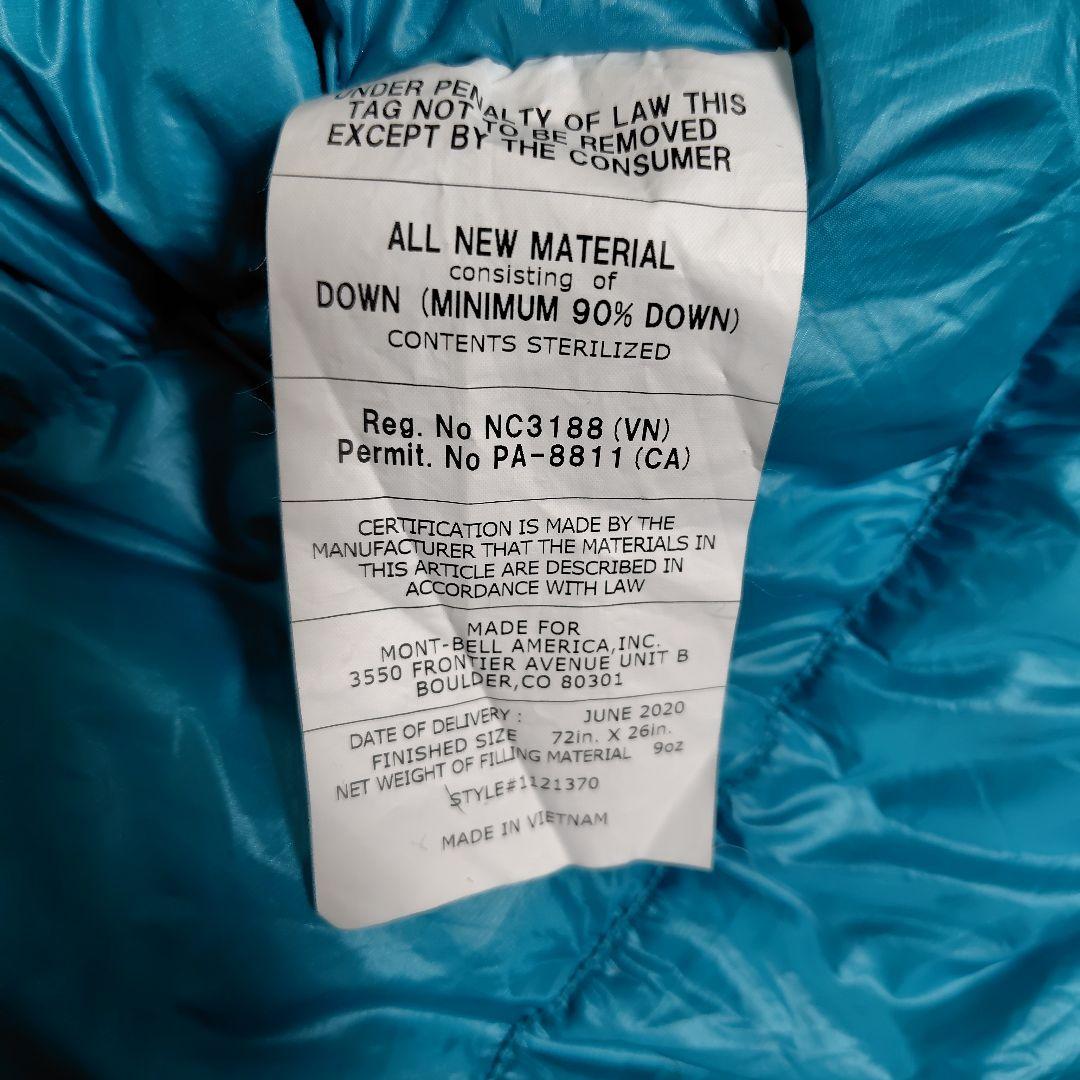 UNDER PENALTY OF LAW THIS
TAG NOT TO BE REMOVED
EXCEPT BY THE CONSUMER
ALL NEW MATERIAL
consisting of
DOWN (MINIMUM 90% DOWN)
CONTENTS STERILIZED
Reg. No NC3188 (VN)
Permit. No PA-8811 (CA)
CERTIFICATION IS MADE BY THE
MANUFACTURER THAT THE MATERIALS IN
THIS ARTICLE ARE DESCRIBED IN
ACCORDANCE WITH LAW
MADE FOR
MONT-BELL AMERICA,INC.
3550 FRONTIER AVENUE UNIT B
BOULDER,CO 80301
DATE OF DELIVERY : JUNE 2020
FINISHED SIZE 72in. X 26in.
NET WEIGHT OF FILLING MATERIAL 9oz
STYLE#1121370
MADE IN VIETNAM